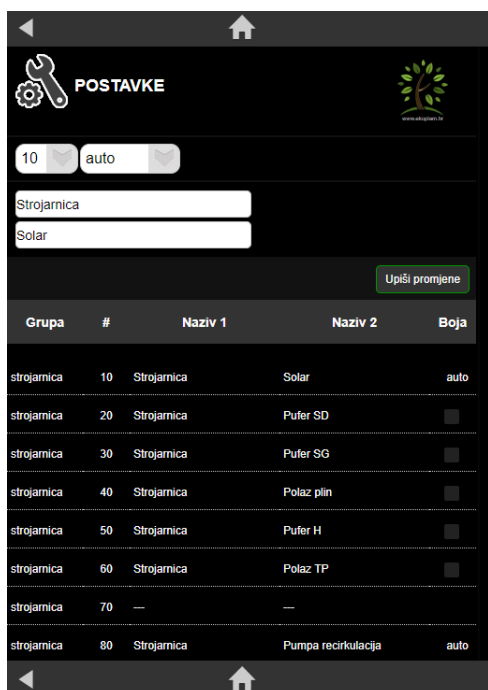 POSTAVKE
www.ekoplam.hr
10 auto
Strojarnica
Solar
Upiši promjene
Grupa # Naziv 1 Naziv 2 Boja
strojarnica 10 Strojarnica Solar auto
strojarnica 20 Strojarnica Pufer SD
strojarnica 30 Strojarnica Pufer SG
strojarnica 40 Strojarnica Polaz plin
strojarnica 50 Strojarnica Pufer H
strojarnica 60 Strojarnica Polaz TP
strojarnica 70 --- ---
strojarnica 80 Strojarnica Pumpa recirkulacija auto